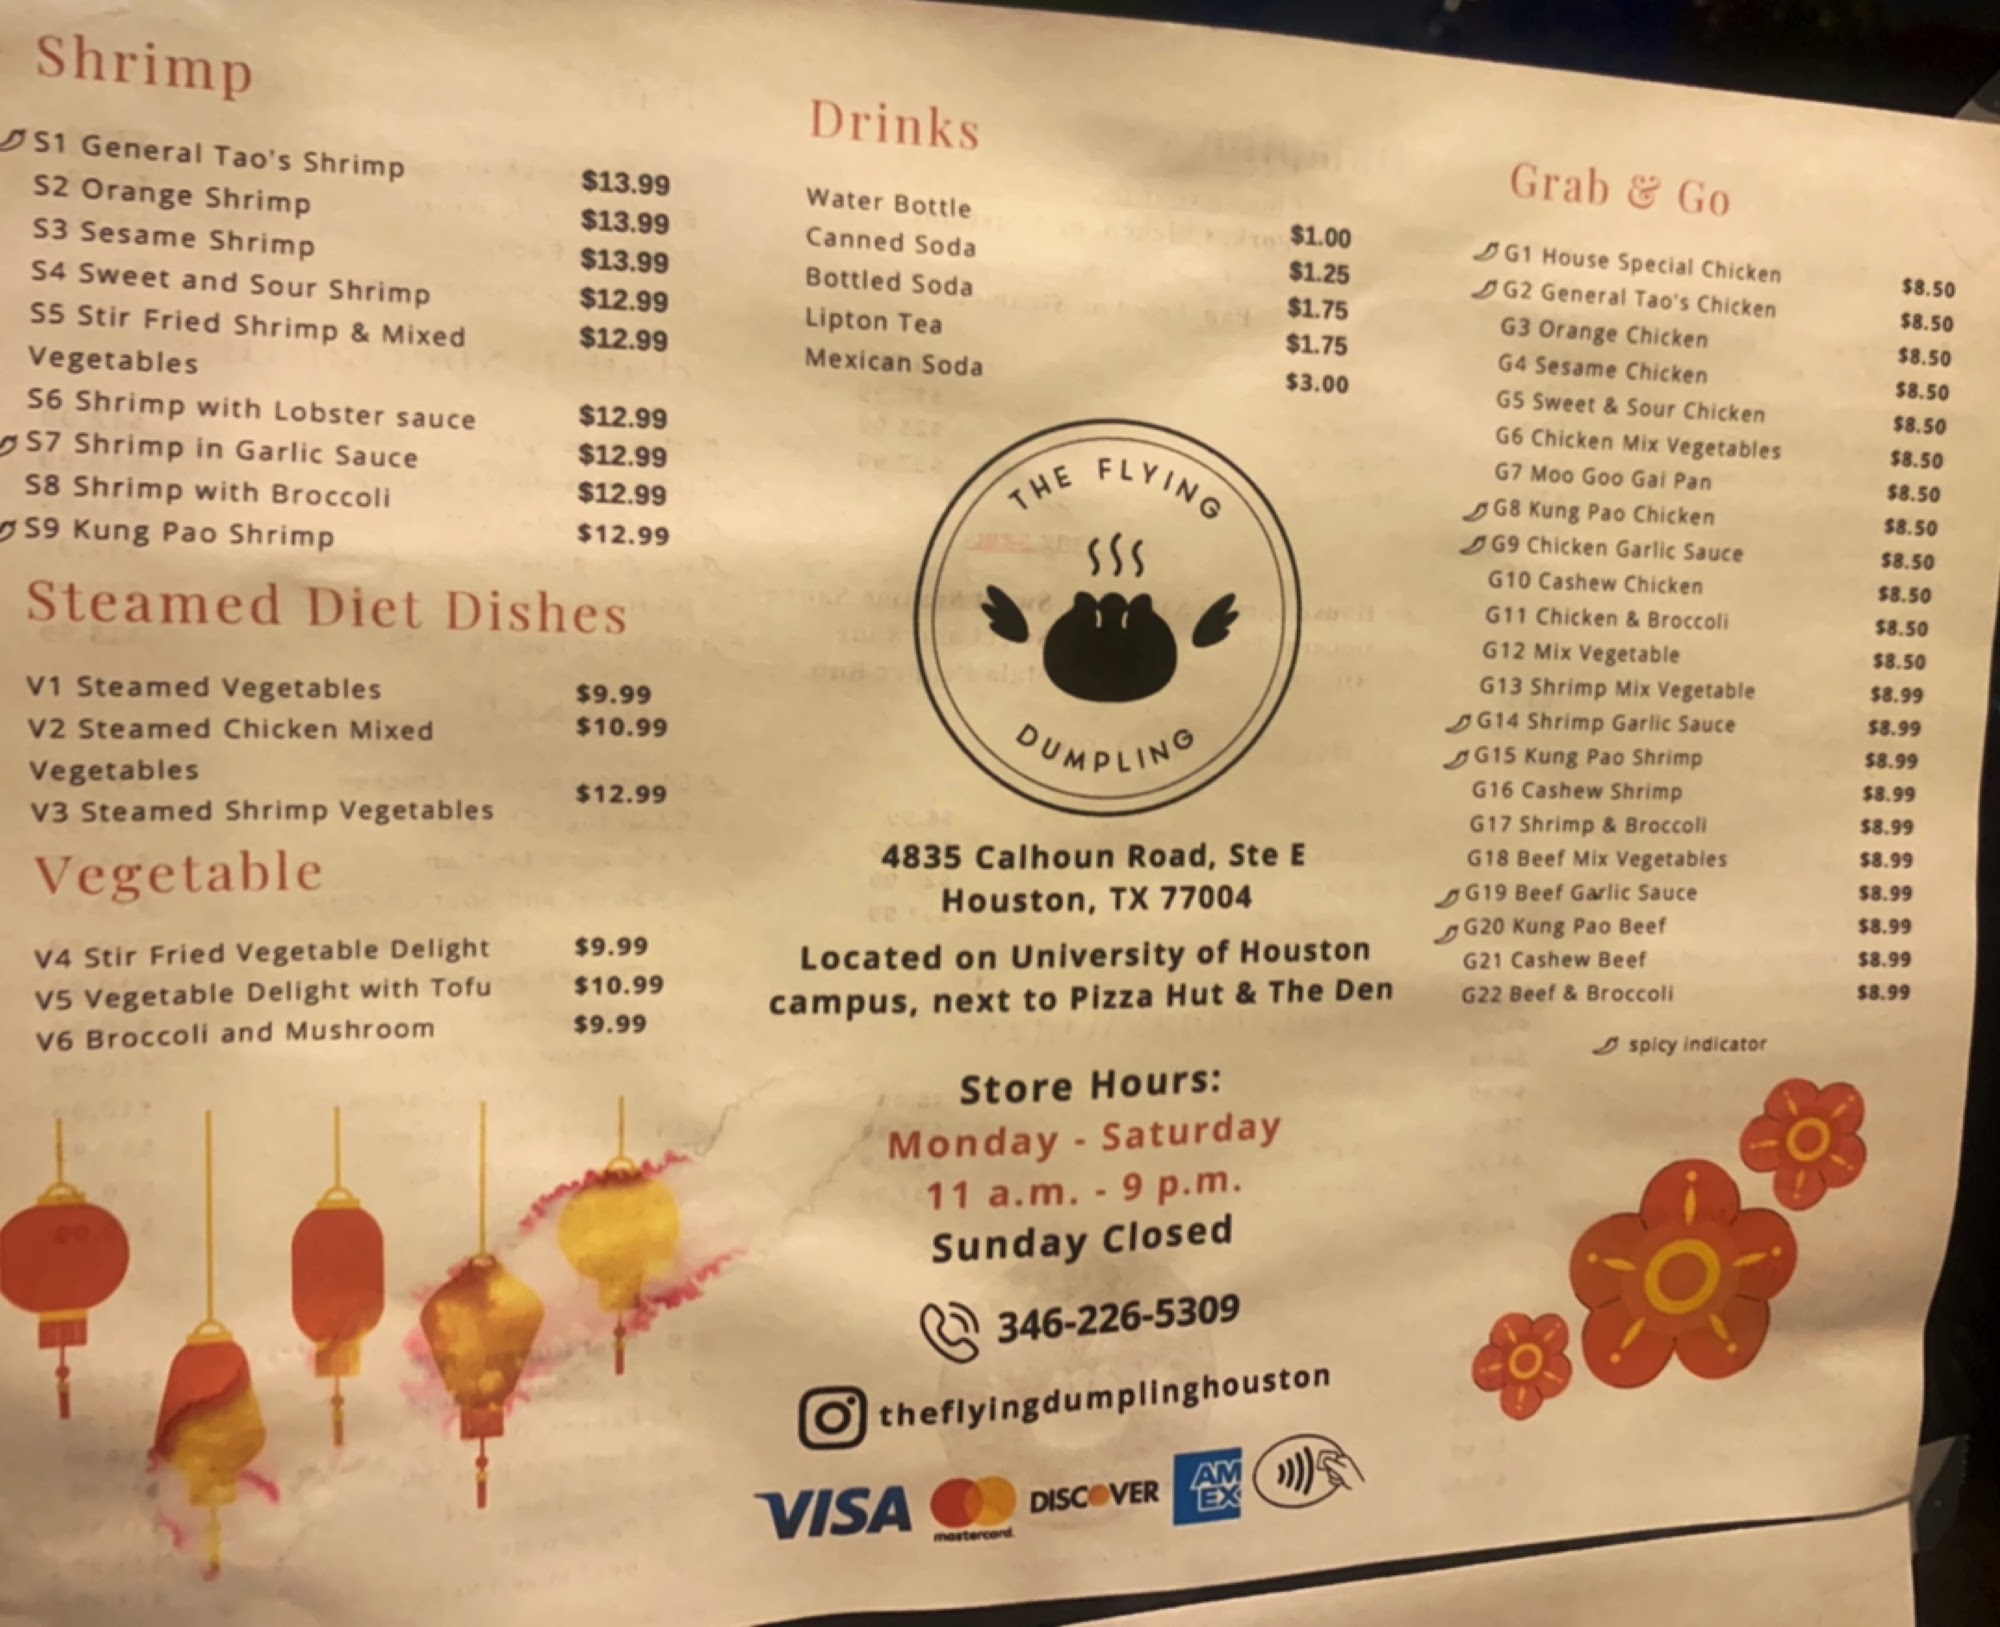 Shrimp
S1 General Tao's Shrimp $13.99
S2 Orange Shrimp $13.99
S3 Sesame Shrimp $13.99
S4 Sweet and Sour Shrimp $12.99
S5 Stir Fried Shrimp & Mixed $12.99
Vegetables
S6 Shrimp with Lobster sauce $12.99
S7 Shrimp in Garlic Sauce $12.99
S8 Shrimp with Broccoli $12.99
S9 Kung Pao Shrimp $12.99
Steamed Diet Dishes
V1 Steamed Vegetables $9.99
V2 Steamed Chicken Mixed $10.99
Vegetables
V3 Steamed Shrimp Vegetables $12.99
Vegetable
V4 Stir Fried Vegetable Delight $9.99
V5 Vegetable Delight with Tofu $10.99
V6 Broccoli and Mushroom $9.99
Drinks
Water Bottle $1.00
Canned Soda $1.25
Bottled Soda $1.75
Lipton Tea $1.75
Mexican Soda $3.00
THE FLYING
DUMPLING
4835 Calhoun Road, Ste E
Houston, TX 77004
Located on University of Houston
campus, next to Pizza Hut & The Den
Store Hours:
Monday - Saturday
11 a.m. - 9 p.m.
Sunday Closed
346-226-5309
theflyingdumplinghouston
VISA mastercard. DISCOVER AM EX
Grab & Go
G1 House Special Chicken $8.50
G2 General Tao's Chicken $8.50
G3 Orange Chicken $8.50
G4 Sesame Chicken $8.50
G5 Sweet & Sour Chicken $8.50
G6 Chicken Mix Vegetables $8.50
G7 Moo Goo Gai Pan $8.50
G8 Kung Pao Chicken $8.50
G9 Chicken Garlic Sauce $8.50
G10 Cashew Chicken $8.50
G11 Chicken & Broccoli $8.50
G12 Mix Vegetable $8.50
G13 Shrimp Mix Vegetable $8.99
G14 Shrimp Garlic Sauce $8.99
G15 Kung Pao Shrimp $8.99
G16 Cashew Shrimp $8.99
G17 Shrimp & Broccoli $8.99
G18 Beef Mix Vegetables $8.99
G19 Beef Garlic Sauce $8.99
G20 Kung Pao Beef $8.99
G21 Cashew Beef $8.99
G22 Beef & Broccoli $8.99
spicy indicator